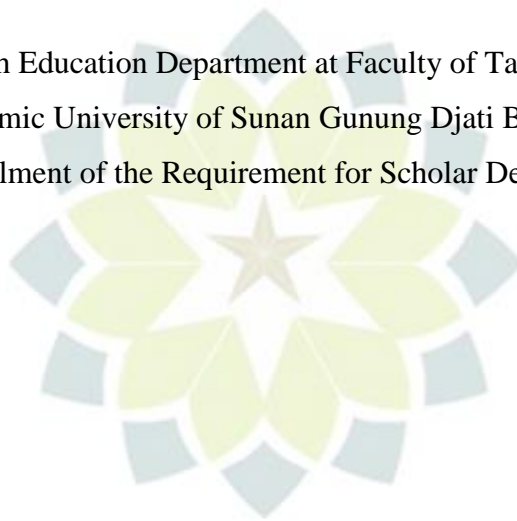 n Education Department at Faculty of Ta
mic University of Sunan Gunung Djati B
lment of the Requirement for Scholar De